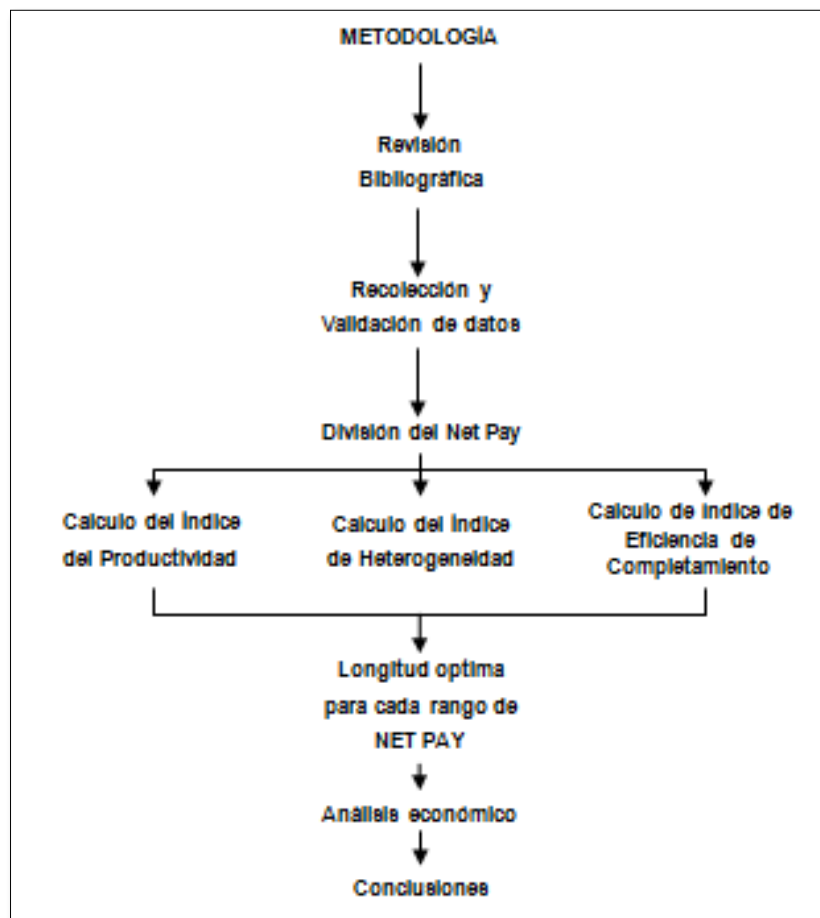 METODOLOGÍA
Revisión
Bibliográfica
Recolección y
Validación de datos
División del Net Pay
Calculo del Índice
del Productividad
Calculo del Índice
de Heterogeneidad
Calculo de indice de
Eficiencia de
Completamiento
Longitud optima
para cada rango de
NET PAY
Análisis económico
Conclusiones